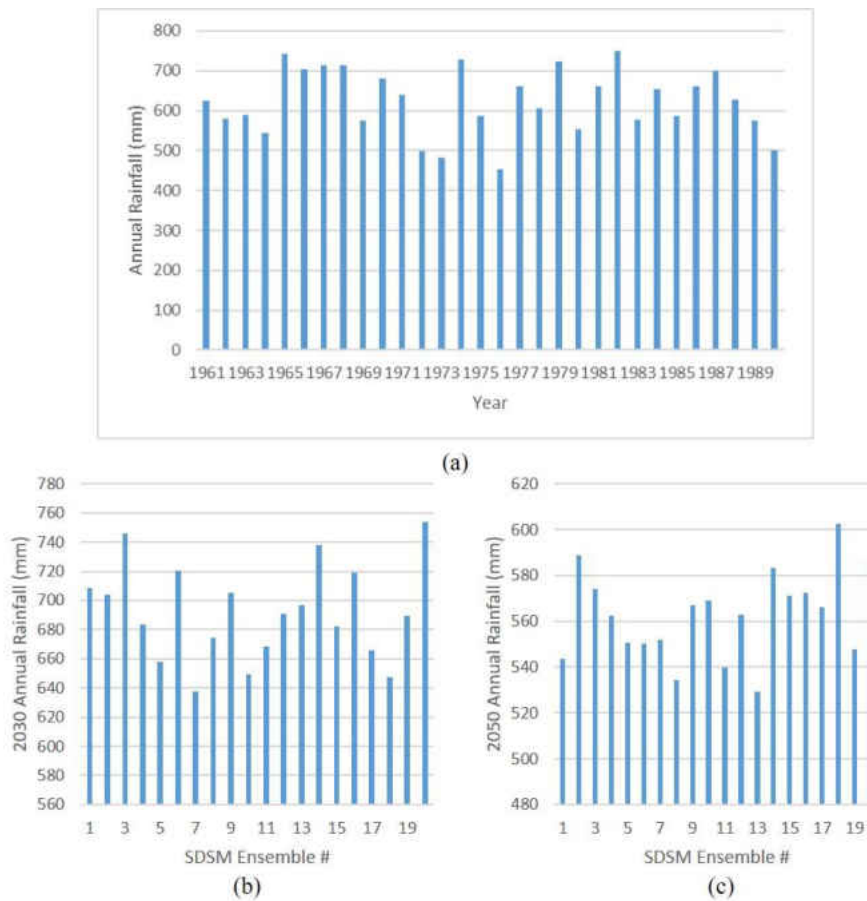 800
700
600
500
400
300
200
100
0
Annual Rainfall (mm)
1961 1963 1965 1967 1969 1971 1973 1975 1977 1979 1981 1983 1985 1987 1989
Year
(a)
780
760
740
720
700
680
660
640
620
600
580
560
2030 Annual Rainfall (mm)
1 3 5 7 9 11 13 15 17 19
SDSM Ensemble #
(b)
620
600
580
560
540
520
500
480
2050 Annual Rainfall (mm)
1 3 5 7 9 11 13 15 17 19
SDSM Ensemble #
(c)